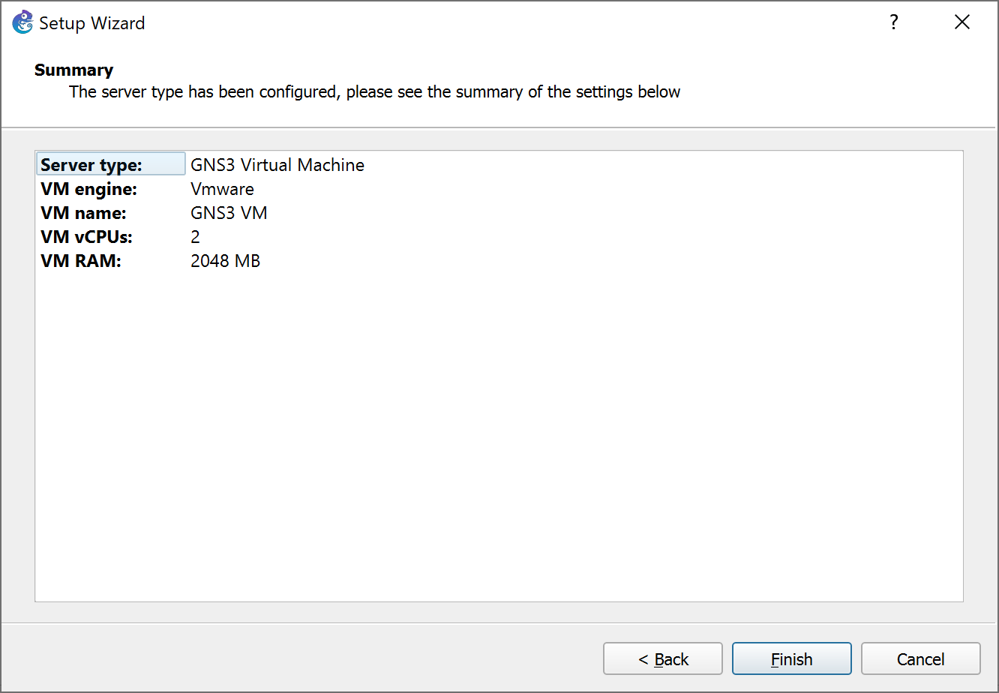 Setup Wizard
?
Summary
The server type has been configured, please see the summary of the settings below
Server type: GNS3 Virtual Machine
VM engine: Vmware
VM name: GNS3 VM
VM vCPUs: 2
VM RAM: 2048 MB
< Back Finish Cancel